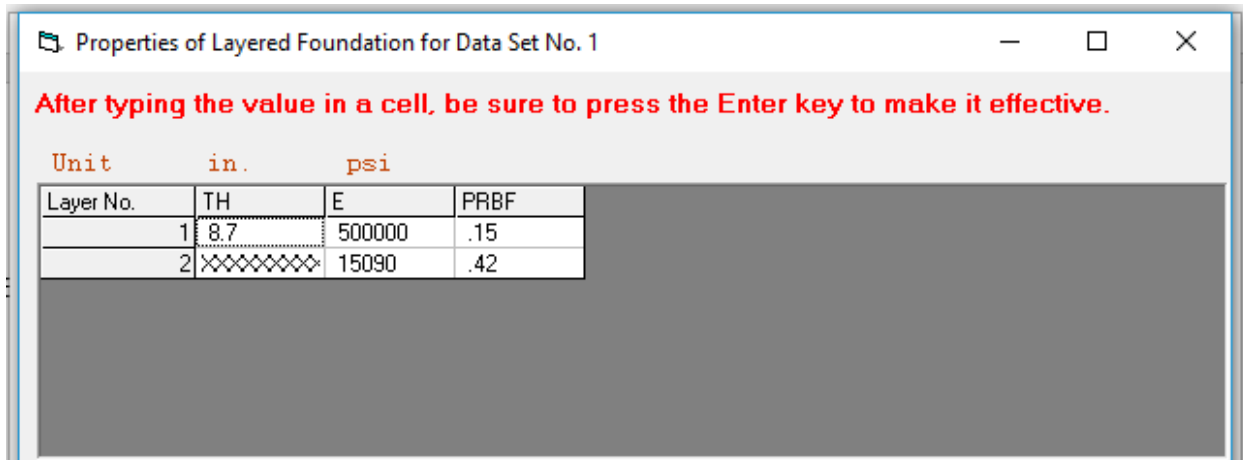 Properties of Layered Foundation for Data Set No. 1
After typing the value in a cell, be sure to press the Enter key to make it effective.
Unit in. psi
Layer No. TH E PRBF
1 8.7 500000 .15
2 XXXXXXXXX 15090 .42